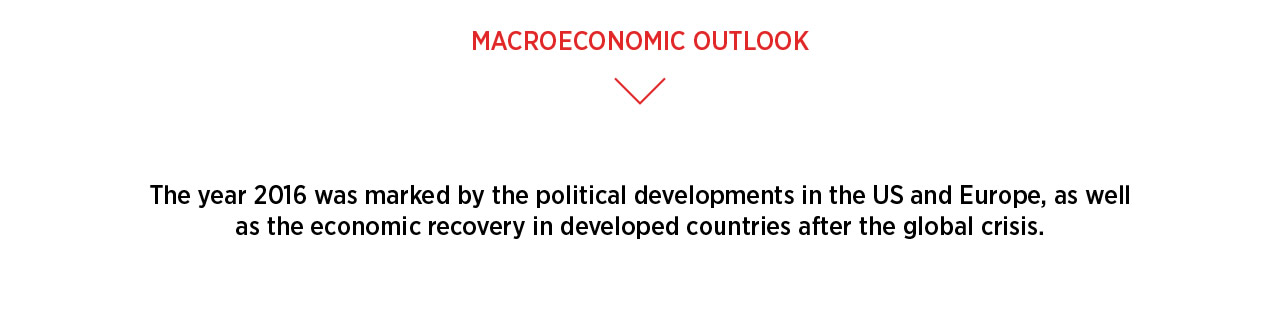 MACROECONOMIC OUTLOOK
The year 2016 was marked by the political developments in the US and Europe, as well
as the economic recovery in developed countries after the global crisis.